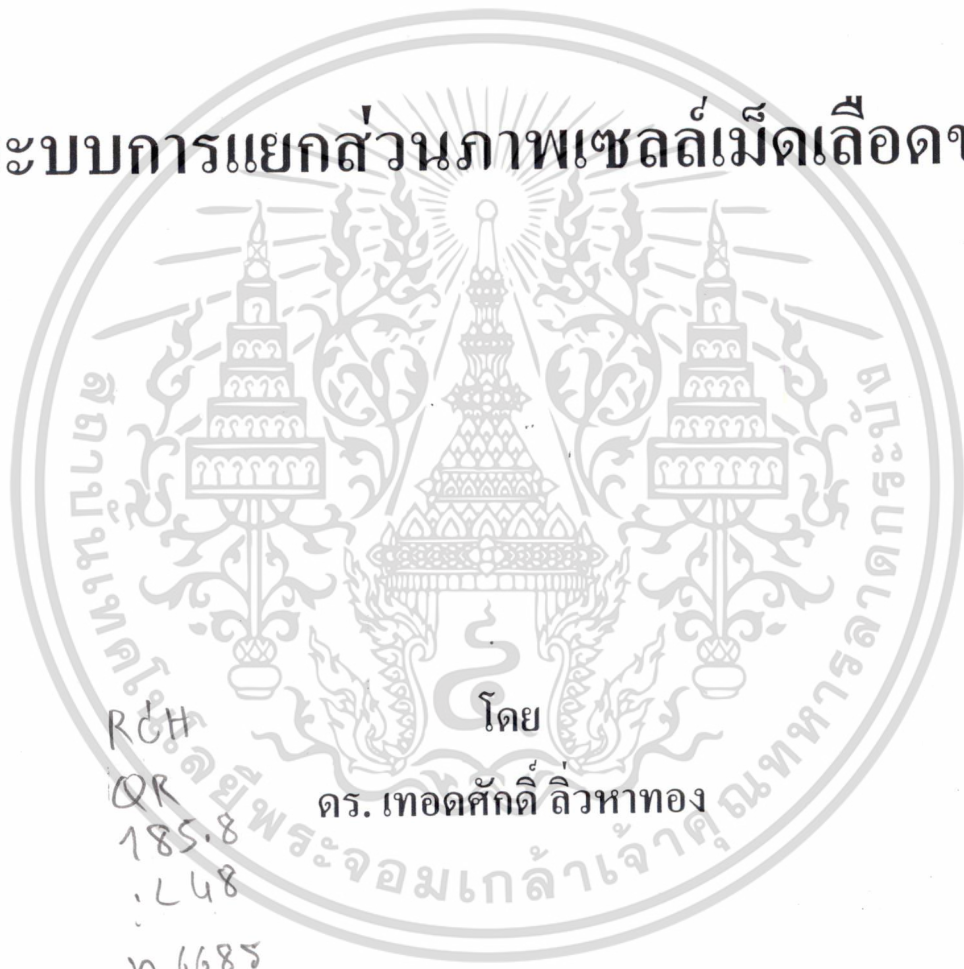 ะบบการแยกส่วนภาพเซลล์เม็ดเลือดข
โดย
ดร. เทอดศักดิ์ ลิ่วหาทอง
สถาบันเทคโนโลยีพระจอมเกล้าเจ้าคุณทหารลาดกระบัง
RCH
QR
185.8
.L48